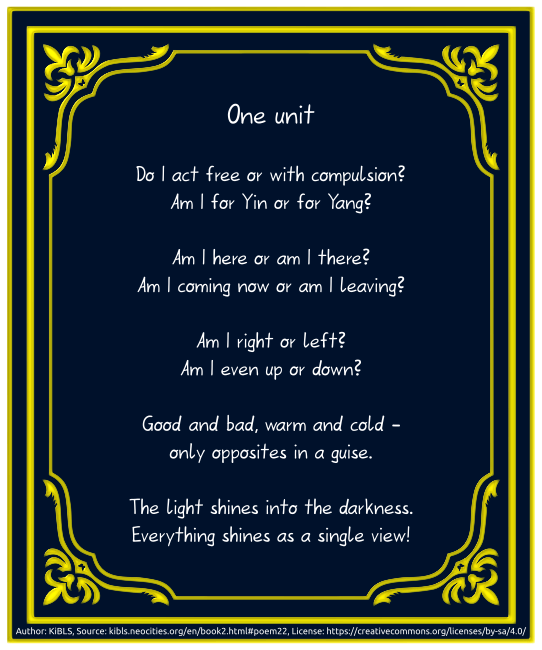 One unit
Do I act free or with compulsion?
Am I for Yin or for Yang?
Am I here or am I there?
Am I coming now or am I leaving?
Am I right or left?
Am I even up or down?
Good and bad, warm and cold –
only opposites in a guise.
The light shines into the darkness.
Everything shines as a single view!
Author: KiBLS, Source: kibls.neocities.org/en/book2.html#poem22, License: https://creativecommons.org/licenses/by-sa/4.0/